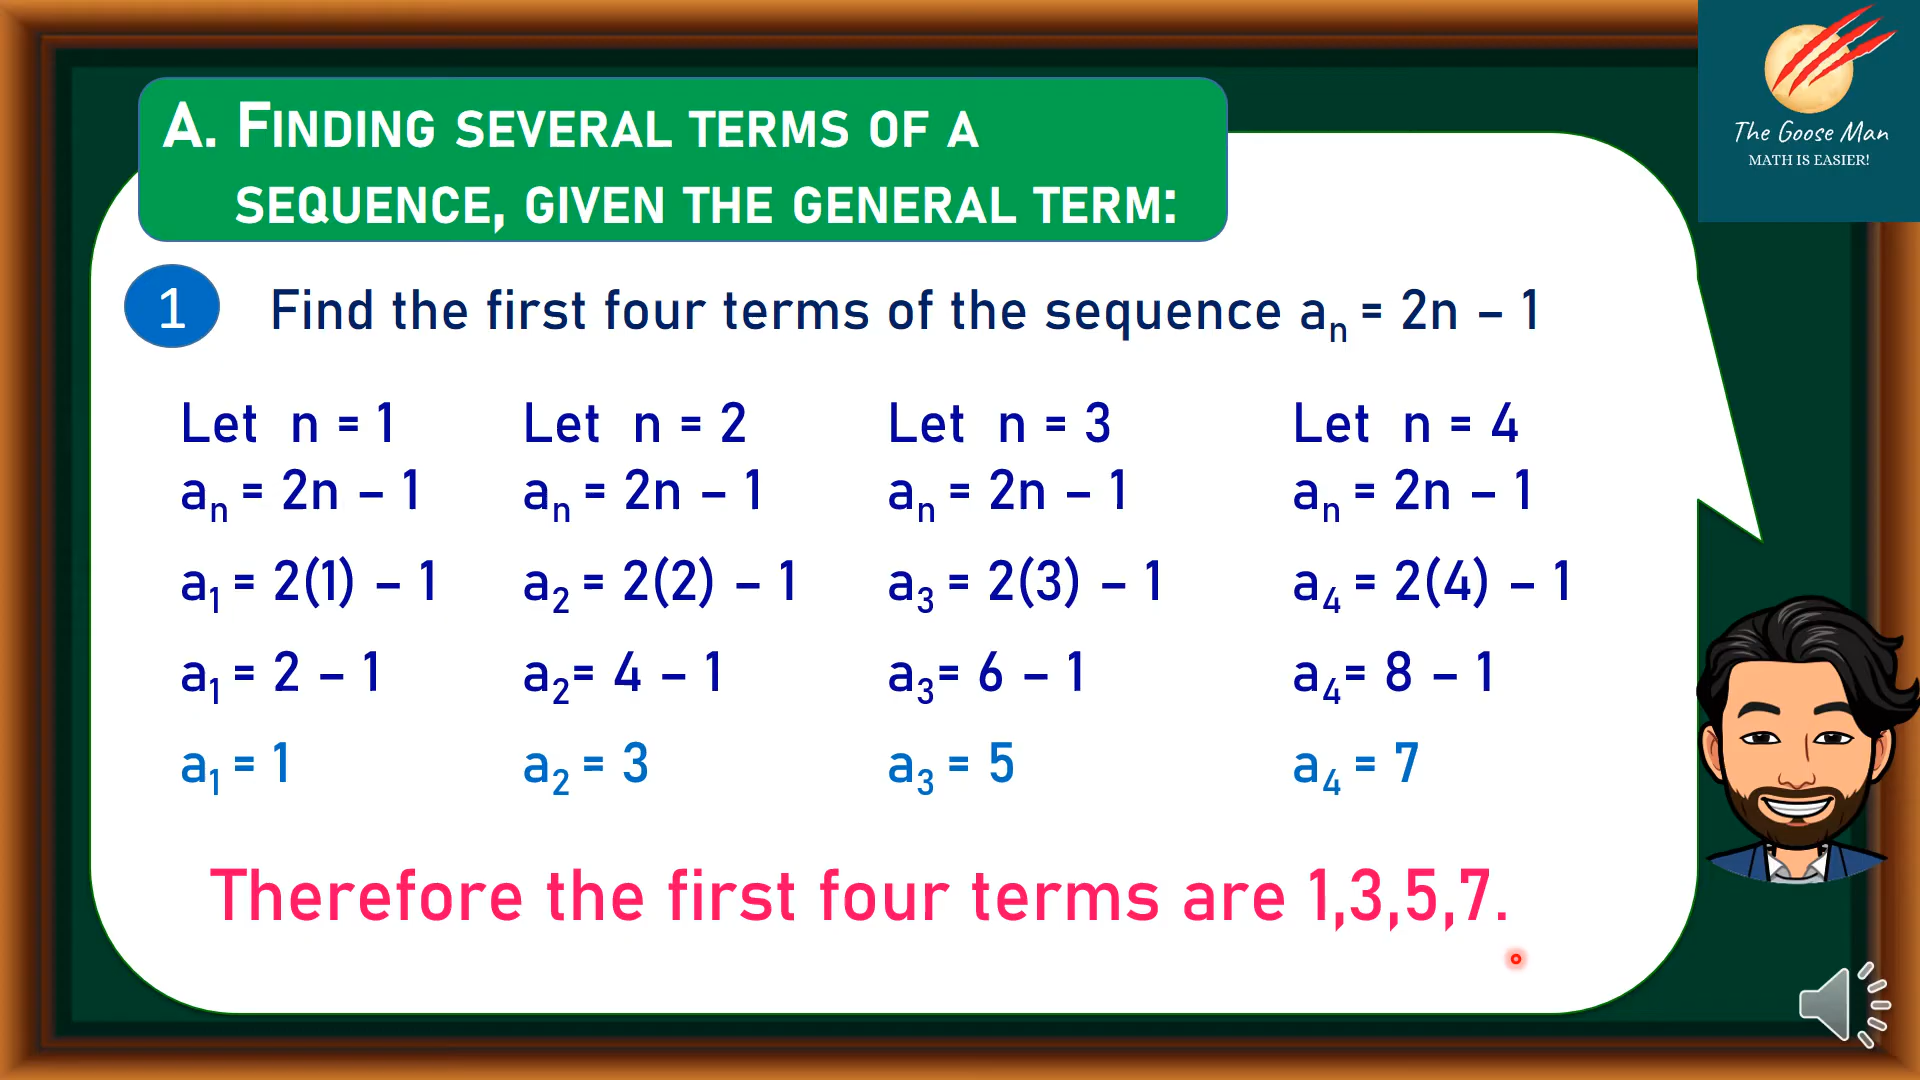 A. FINDING SEVERAL TERMS OF A
SEQUENCE, GIVEN THE GENERAL TERM:
The Goose Man
MATH IS EASIER!
1
Find the first four terms of the sequence aₙ = 2n – 1
Let n = 1
aₙ = 2n – 1
a₁ = 2(1) – 1
a₁ = 2 – 1
a₁ = 1
Let n = 2
aₙ = 2n – 1
a₂ = 2(2) – 1
a₂= 4 – 1
a₂ = 3
Let n = 3
aₙ = 2n – 1
a₃ = 2(3) – 1
a₃= 6 – 1
a₃ = 5
Let n = 4
aₙ = 2n – 1
a₄ = 2(4) – 1
a₄= 8 – 1
a₄ = 7
Therefore the first four terms are 1,3,5,7.